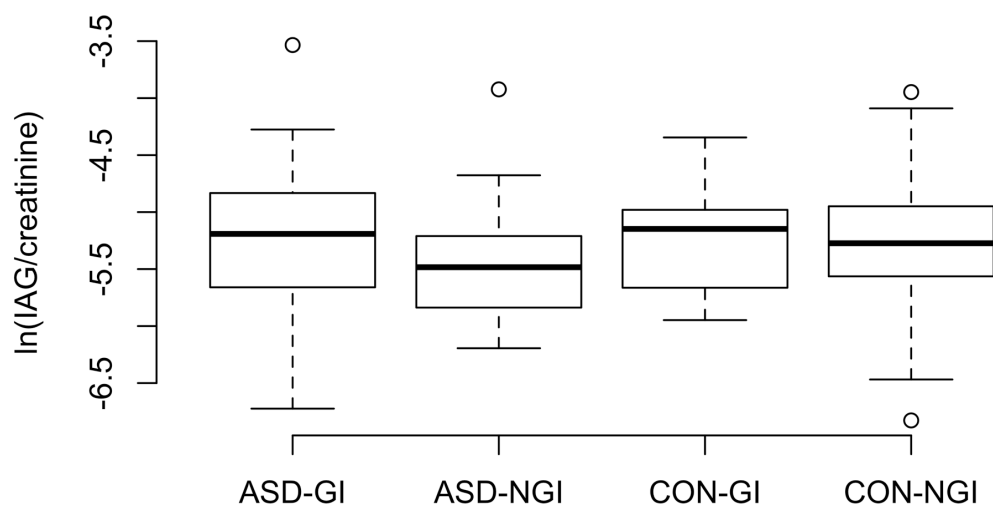 ln(IAG/creatinine)
-3.5
-4.5
-5.5
-6.5
ASD-GI ASD-NGI CON-GI CON-NGI